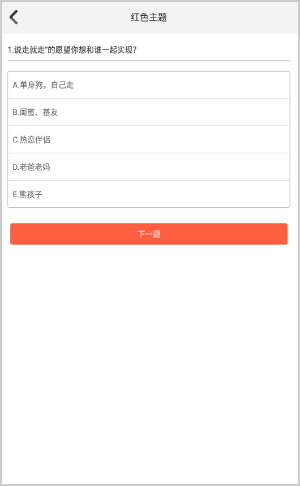 红色主题
1.说走就走"的愿望你想和谁一起实现?
A.单身狗，自己走
B.闺蜜、基友
C.热恋伴侣
D.老爸老妈
E.熊孩子
下一题